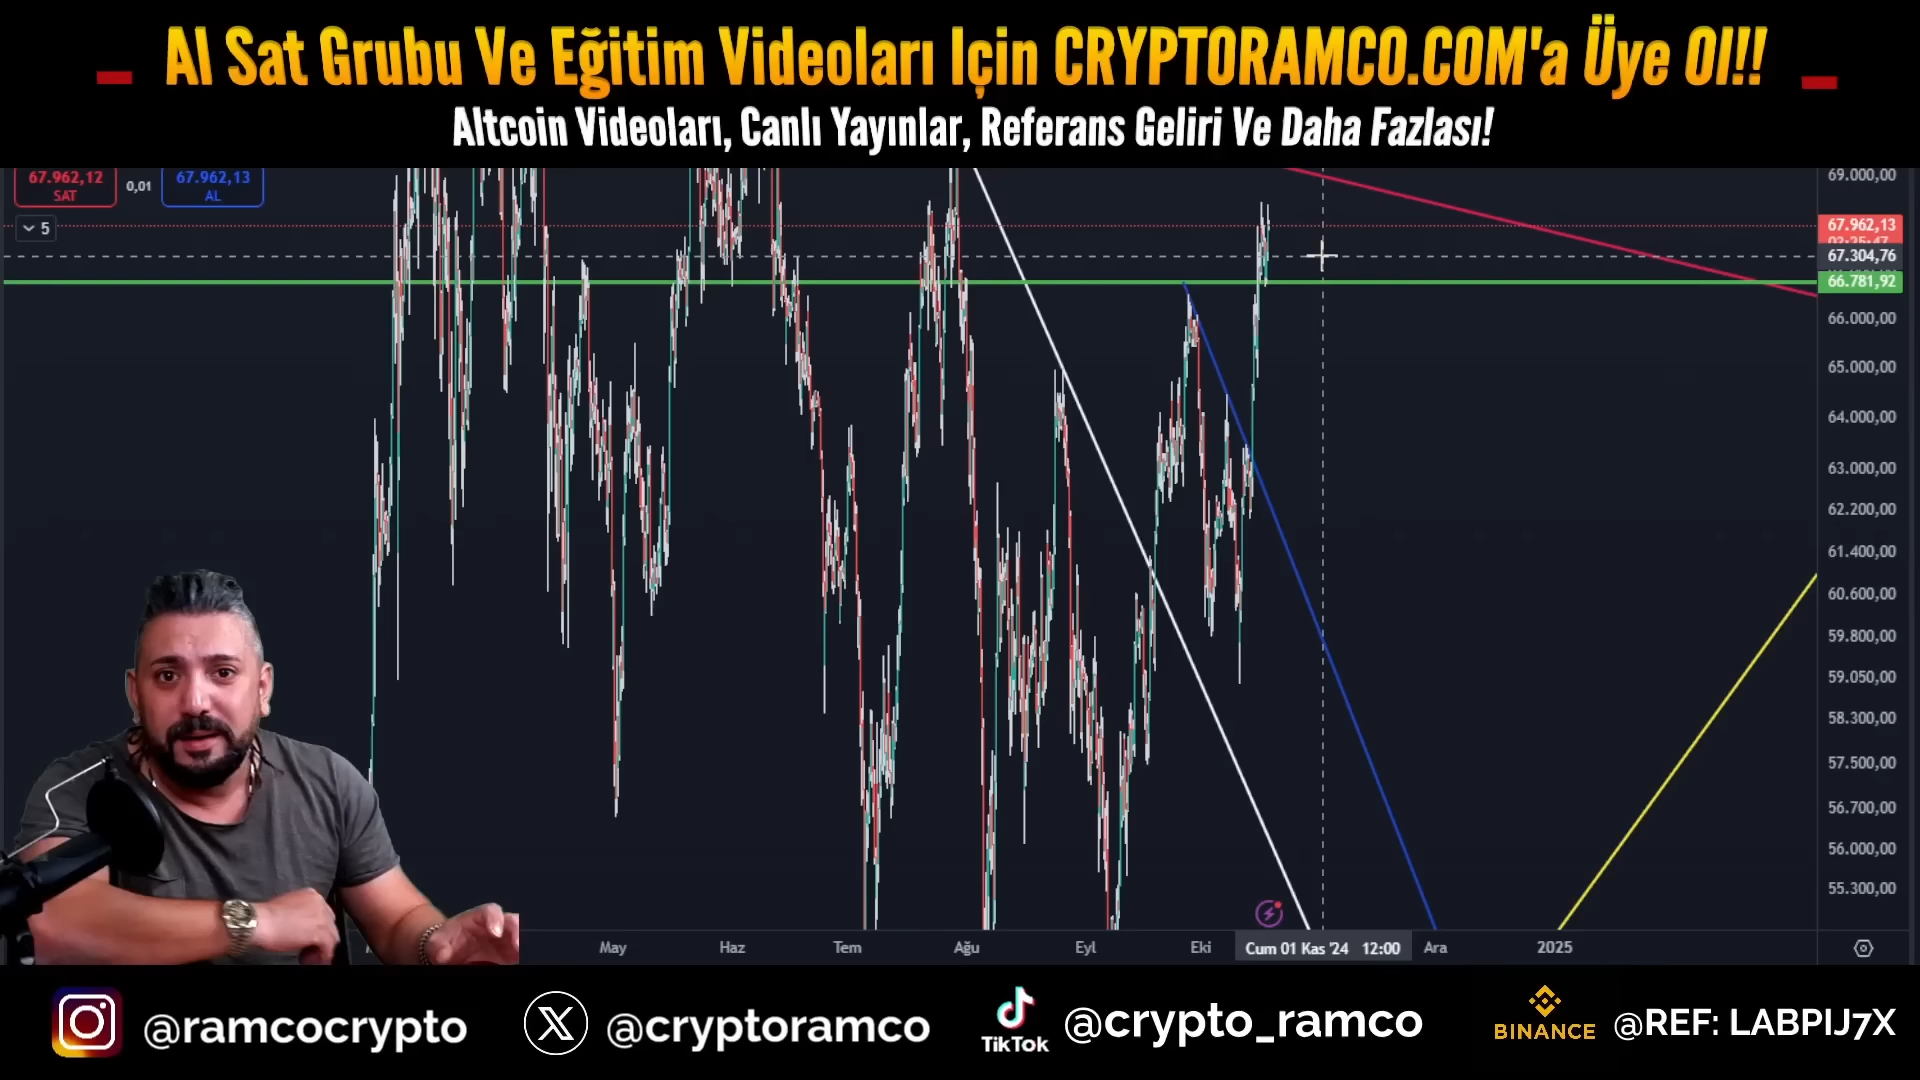 Al Sat Grubu Ve Eğitim Videoları Için CRYPTORAMCO.COM'a Üye Ol!!
Altcoin Videoları, Canlı Yayınlar, Referans Geliri Ve Daha Fazlası!
67.962,12
SAT
0,01
67.962,13
AL
5
69.000,00
67.962,13
67.304,76
66.781,92
66.000,00
65.000,00
64.000,00
63.000,00
62.200,00
61.400,00
60.600,00
59.800,00
59.050,00
58.300,00
57.500,00
56.700,00
56.000,00
55.300,00
May Haz Tem Ağu Eyl Eki Cum 01 Kas '24 12:00 Ara 2025
@ramcocrypto
@cryptoramco
TikTok
@crypto_ramco
BINANCE
@REF: LABPIJ7X